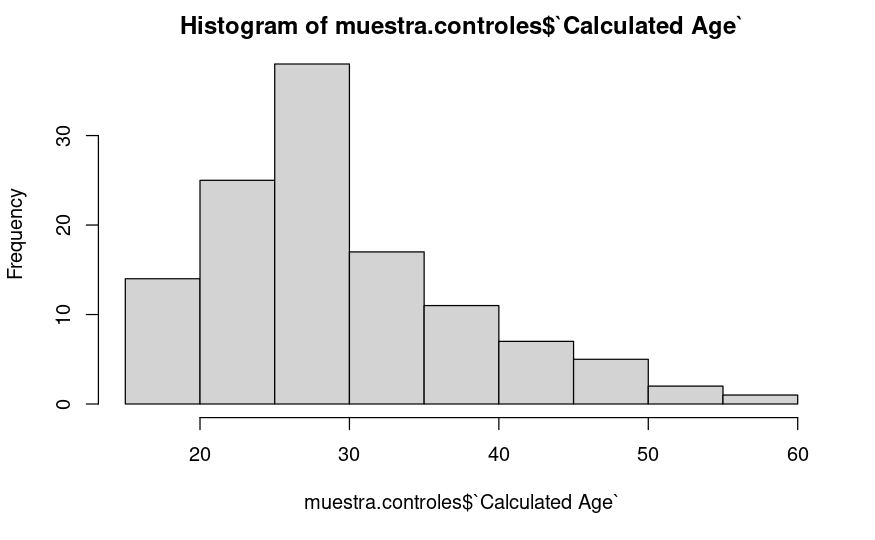 Histogram of muestra.controles$`Calculated Age`
Frequency
30
20
10
0
20 30 40 50 60
muestra.controles$`Calculated Age`